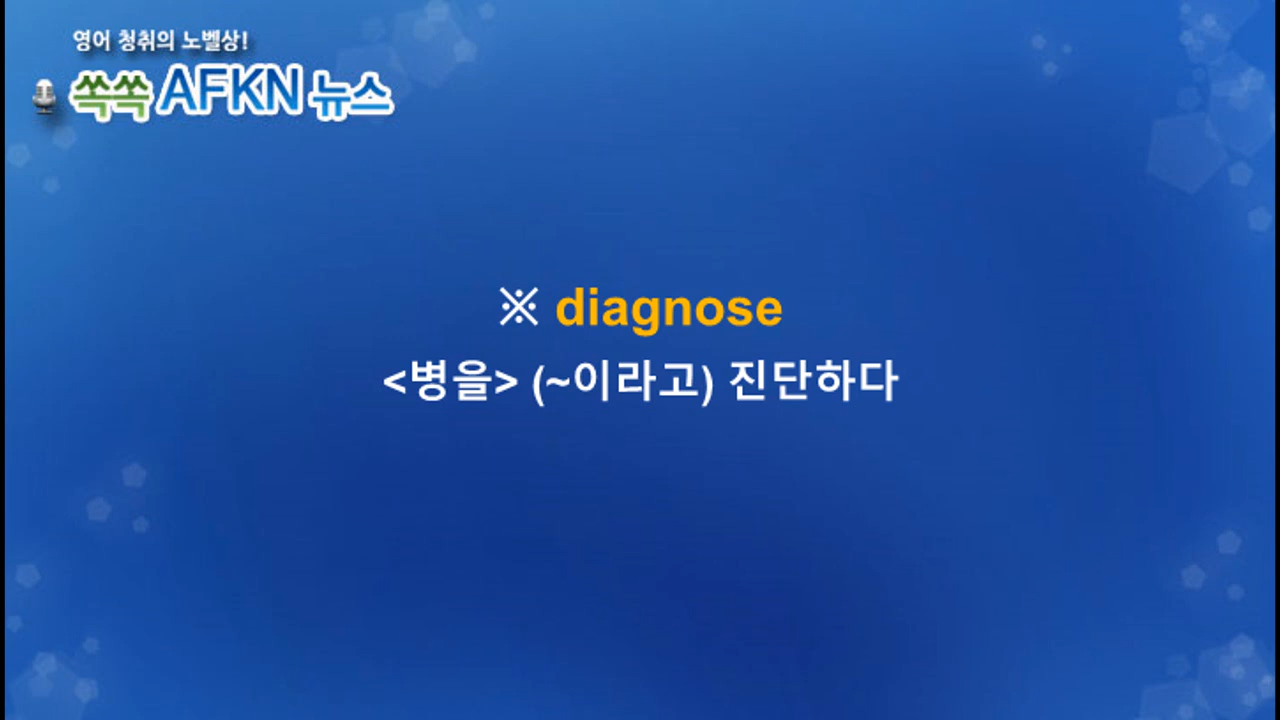 영어 청취의 노벨상!
쏙쏙 AFKN 뉴스
※ diagnose
<병을> (~이라고) 진단하다